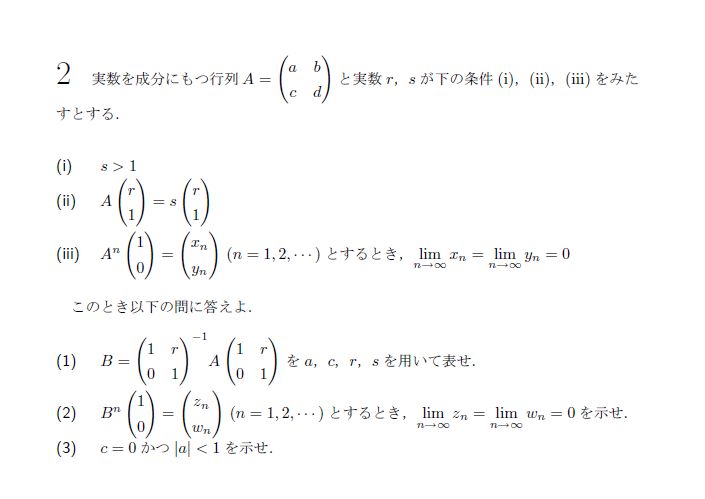 2 実数を成分にもつ行列 A = \begin{pmatrix} a & b \\ c & d \end{pmatrix} と実数 r, s が下の条件 (i), (ii), (iii) をみた
すとする.
(i) s > 1
(ii) A \begin{pmatrix} r \\ 1 \end{pmatrix} = s \begin{pmatrix} r \\ 1 \end{pmatrix}
(iii) A^n \begin{pmatrix} 1 \\ 0 \end{pmatrix} = \begin{pmatrix} x_n \\ y_n \end{pmatrix} (n = 1, 2, \cdots) とするとき, \lim_{n \to \infty} x_n = \lim_{n \to \infty} y_n = 0
このとき以下の問に答えよ.
(1) B = \begin{pmatrix} 1 & r \\ 0 & 1 \end{pmatrix}^{-1} A \begin{pmatrix} 1 & r \\ 0 & 1 \end{pmatrix} を a, c, r, s を用いて表せ.
(2) B^n \begin{pmatrix} 1 \\ 0 \end{pmatrix} = \begin{pmatrix} z_n \\ w_n \end{pmatrix} (n = 1, 2, \cdots) とするとき, \lim_{n \to \infty} z_n = \lim_{n \to \infty} w_n = 0 を示せ.
(3) c = 0 かつ |a| < 1 を示せ.